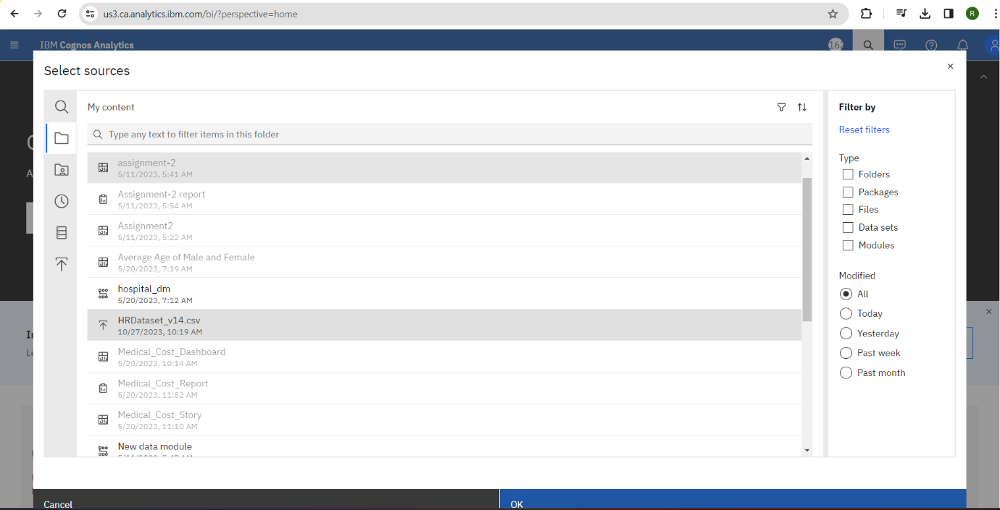 us3.ca.analytics.ibm.com/bi/?perspective=home
R
IBM Cognos Analytics
Select sources
My content
Type any text to filter items in this folder
assignment-2
5/11/2023, 5:41 AM
Assignment-2 report
5/11/2023, 5:54 AM
Assignment2
5/11/2023, 5:22 AM
Average Age of Male and Female
5/20/2023, 7:39 AM
hospital_dm
5/20/2023, 7:12 AM
HRDataset_v14.csv
10/27/2023, 10:19 AM
Medical_Cost_Dashboard
5/20/2023, 10:14 AM
Medical_Cost_Report
5/20/2023, 11:52 AM
Medical_Cost_Story
5/20/2023, 11:10 AM
New data module
Filter by
Reset filters
Type
Folders
Packages
Files
Data sets
Modules
Modified
All
Today
Yesterday
Past week
Past month
Cancel
OK